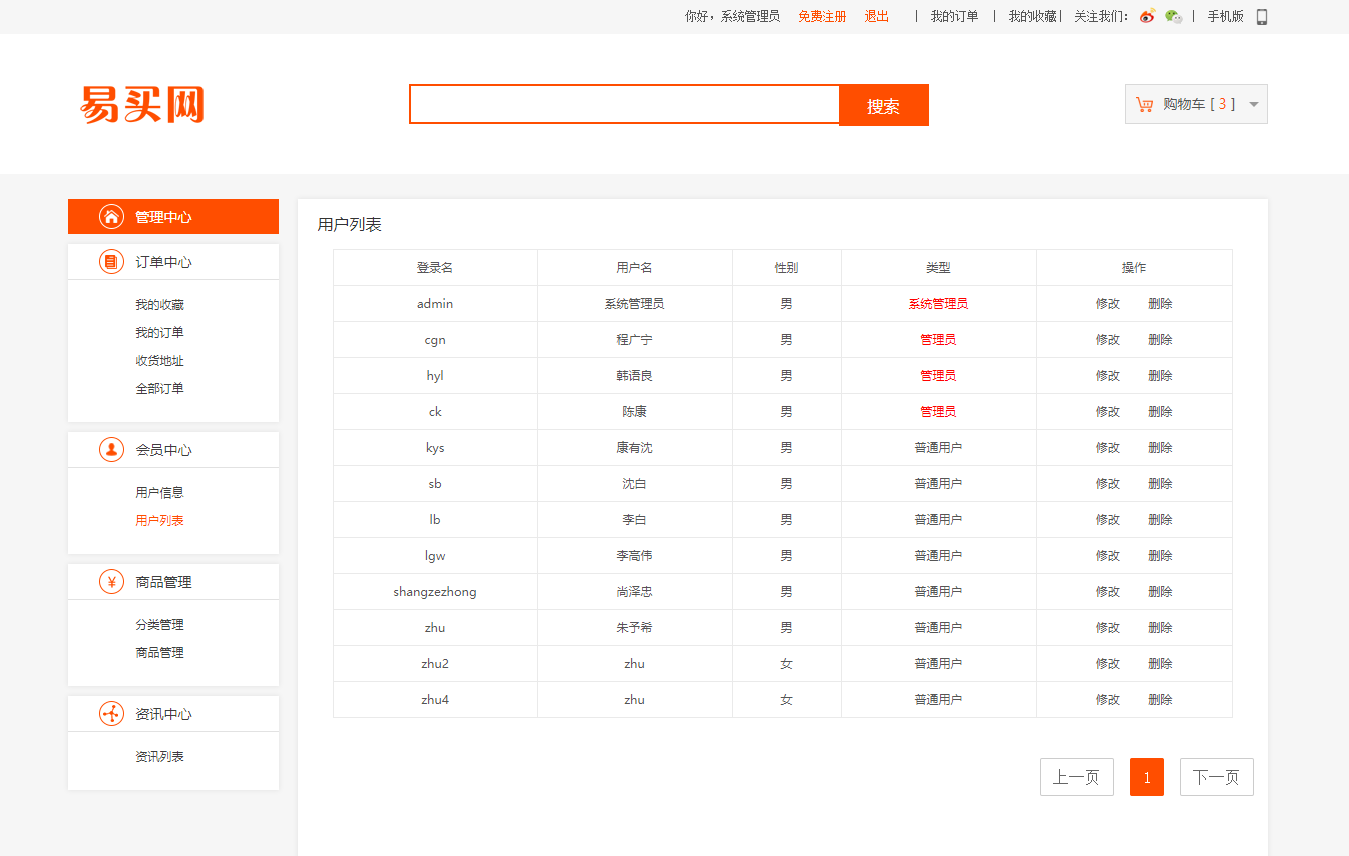 你好，系统管理员 免费注册 退出 | 我的订单 | 我的收藏| 关注我们: | 手机版
易买网
搜索
购物车 [ 3 ]
管理中心
订单中心
我的收藏
我的订单
收货地址
全部订单
会员中心
用户信息
用户列表
¥ 商品管理
分类管理
商品管理
资讯中心
资讯列表
用户列表
登录名 用户名 性别 类型 操作
admin 系统管理员 男 系统管理员 修改 删除
cgn 程广宁 男 管理员 修改 删除
hyl 韩语良 男 管理员 修改 删除
ck 陈康 男 管理员 修改 删除
kys 康有沈 男 普通用户 修改 删除
sb 沈白 男 普通用户 修改 删除
lb 李白 男 普通用户 修改 删除
lgw 李高伟 男 普通用户 修改 删除
shangzezhong 尚泽忠 男 普通用户 修改 删除
zhu 朱予希 男 普通用户 修改 删除
zhu2 zhu 女 普通用户 修改 删除
zhu4 zhu 女 普通用户 修改 删除
上一页 1 下一页